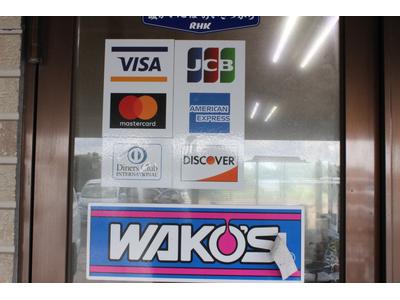 RHK
VISA
JCB
mastercard
AMERICAN
EXPRESS
Diners Club
INTERNATIONAL
DISCOVER
WAKO'S